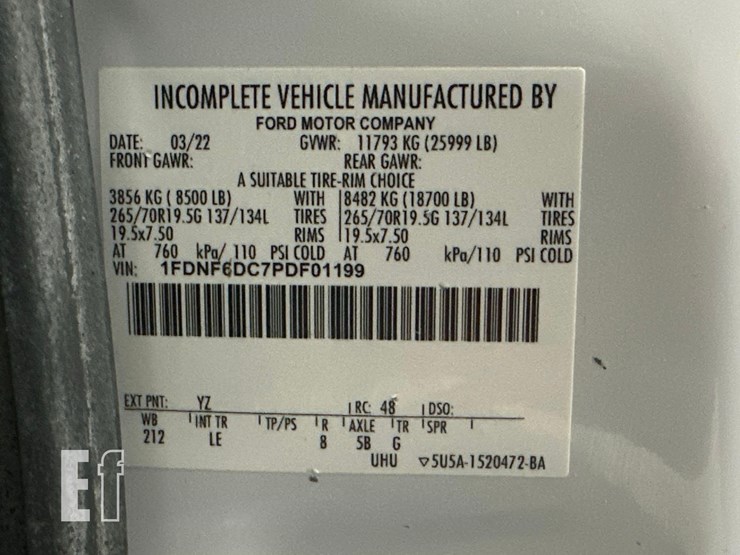 INCOMPLETE VEHICLE MANUFACTURED BY
FORD MOTOR COMPANY
DATE: 03/22 GVWR: 11793 KG (25999 LB)
FRONT GAWR: REAR GAWR:
A SUITABLE TIRE-RIM CHOICE
3856 KG ( 8500 LB) WITH 8482 KG (18700 LB) WITH
265/70R19.5G 137/134L TIRES 265/70R19.5G 137/134L TIRES
19.5x7.50 RIMS 19.5x7.50 RIMS
AT 760 kPa/ 110 PSI COLD AT 760 kPa/110 PSI COLD
VIN: 1FDNF6DC7PDF01199
EXT PNT: YZ RC: 48 DSO:
WB INT TR TP/PS R AXLE TR SPR
212 LE 8 5B G
UHU ▽5U5A-1520472-BA
Ef